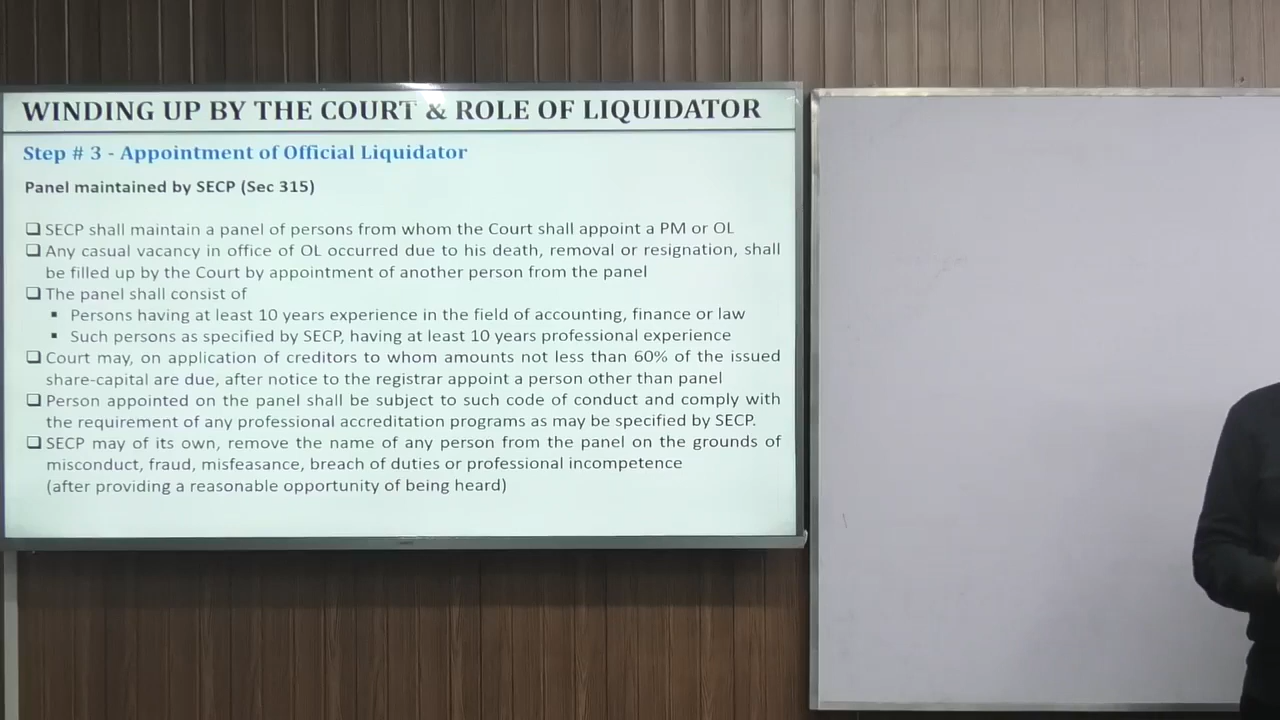 WINDING UP BY THE COURT & ROLE OF LIQUIDATOR
Step # 3 - Appointment of Official Liquidator
Panel maintained by SECP (Sec 315)
❑ SECP shall maintain a panel of persons from whom the Court shall appoint a PM or OL
❑ Any casual vacancy in office of OL occurred due to his death, removal or resignation, shall
be filled up by the Court by appointment of another person from the panel
❑ The panel shall consist of
▪ Persons having at least 10 years experience in the field of accounting, finance or law
▪ Such persons as specified by SECP, having at least 10 years professional experience
❑ Court may, on application of creditors to whom amounts not less than 60% of the issued
share-capital are due, after notice to the registrar appoint a person other than panel
❑ Person appointed on the panel shall be subject to such code of conduct and comply with
the requirement of any professional accreditation programs as may be specified by SECP.
❑ SECP may of its own, remove the name of any person from the panel on the grounds of
misconduct, fraud, misfeasance, breach of duties or professional incompetence
(after providing a reasonable opportunity of being heard)